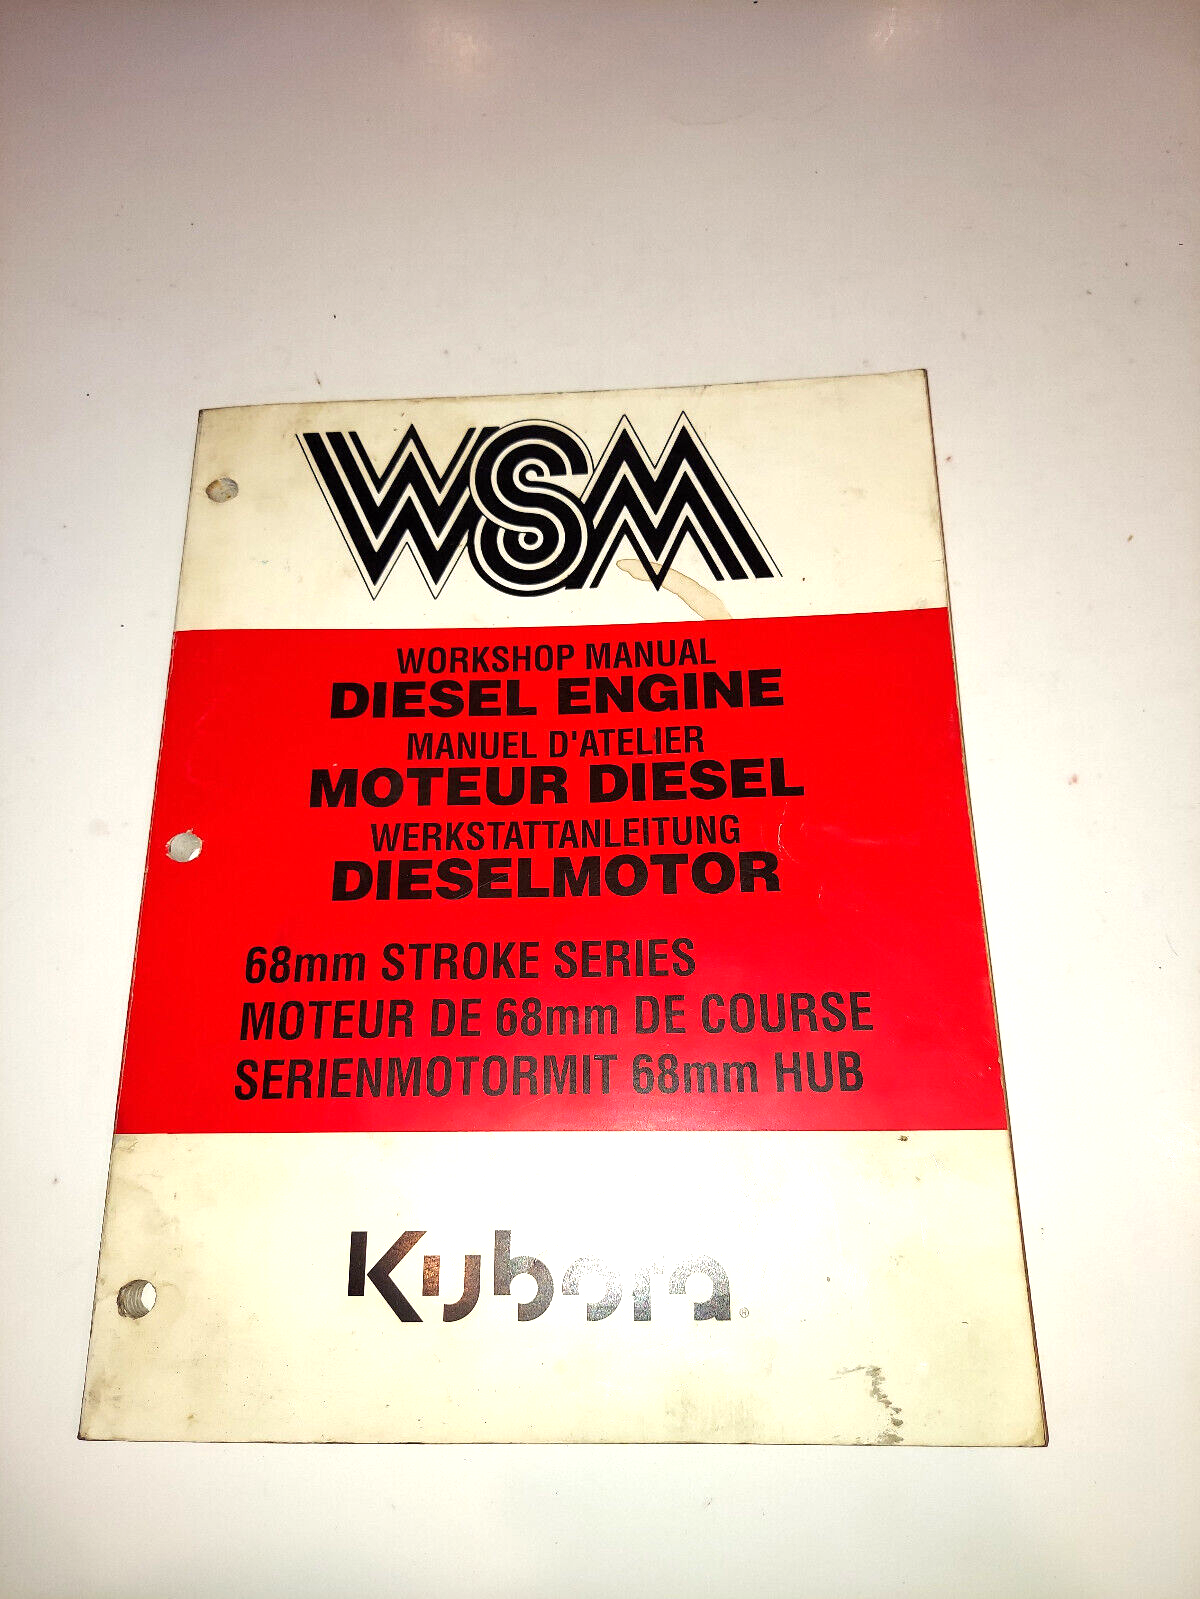 WSM
WORKSHOP MANUAL
DIESEL ENGINE
MANUEL D'ATELIER
MOTEUR DIESEL
WERKSTATTANLEITUNG
DIESELMOTOR
68mm STROKE SERIES
MOTEUR DE 68mm DE COURSE
SERIENMOTORMIT 68mm HUB
Kubota®